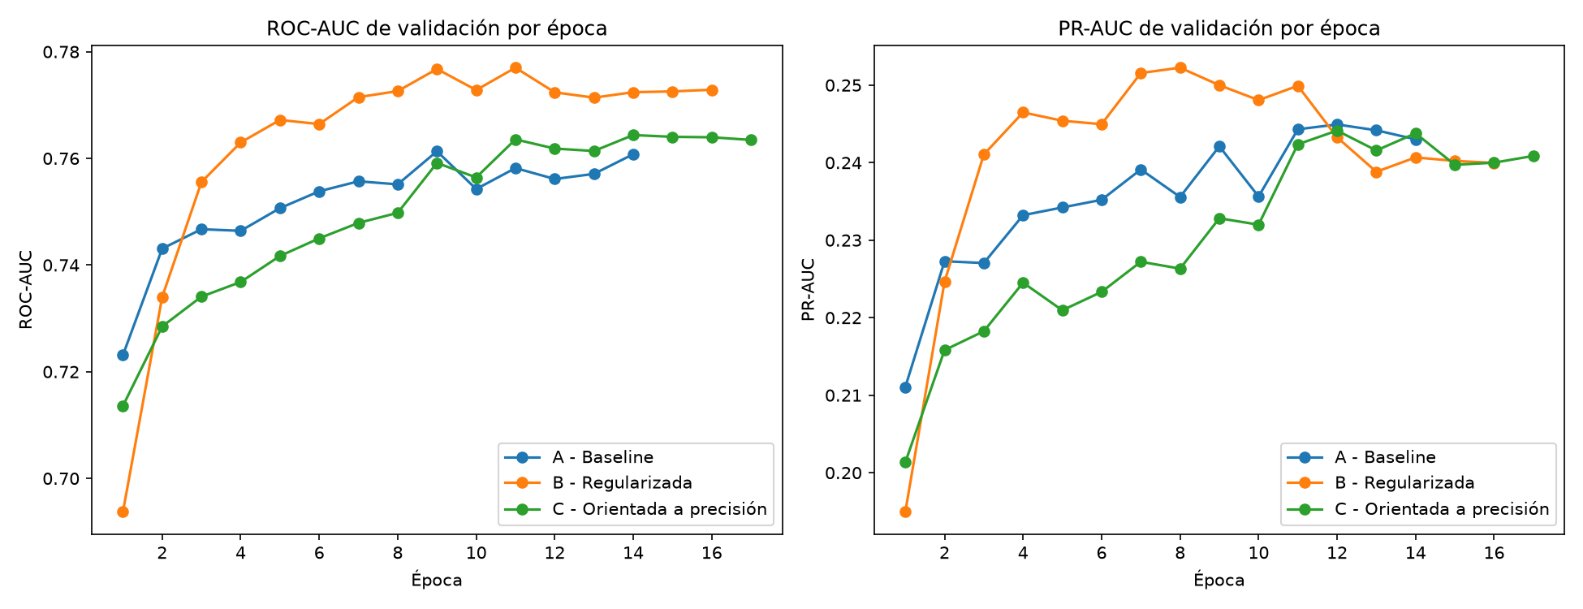 ROC-AUC de validación por época
0.78
0.76
0.74
0.72
0.70
ROC-AUC
2 4 6 8 10 12 14 16
Época
A - Baseline
B - Regularizada
C - Orientada a precisión
PR-AUC de validación por época
0.25
0.24
0.23
0.22
0.21
0.20
PR-AUC
2 4 6 8 10 12 14 16
Época
A - Baseline
B - Regularizada
C - Orientada a precisión